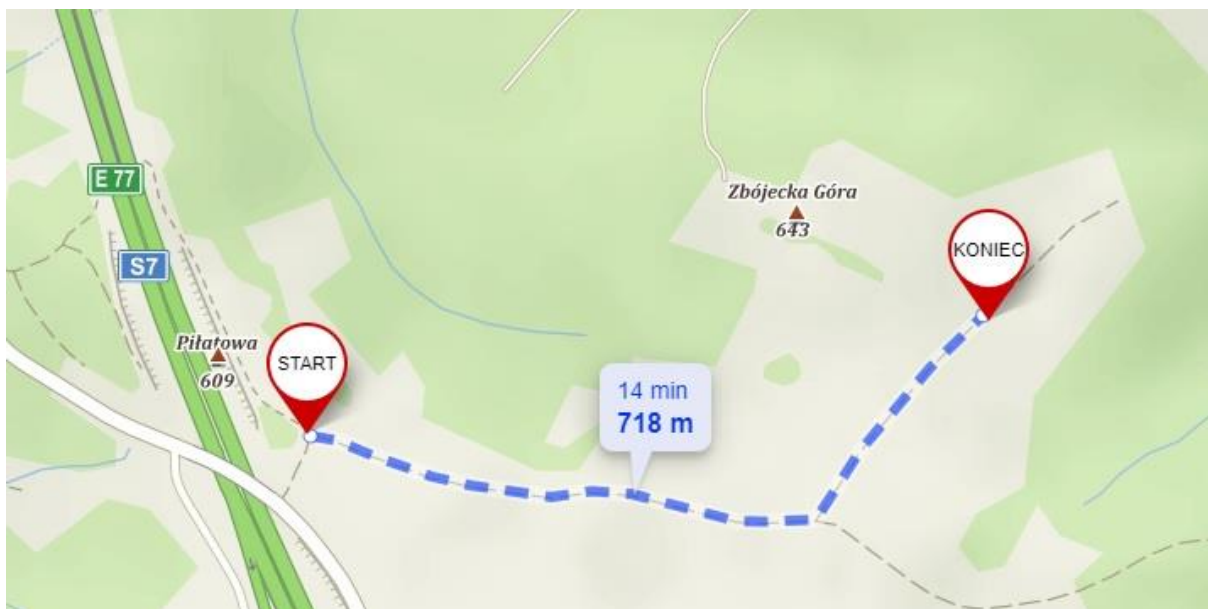 E 77
S7
Zbójecka Góra
643
KONIEC
Piłatowa
609
START
14 min
718 m